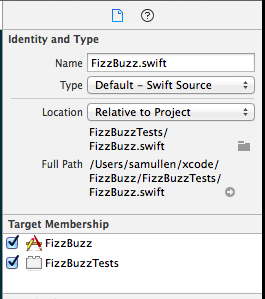 Identity and Type
Name FizzBuzz.swift
Type Default – Swift Source
Location Relative to Project
FizzBuzzTests/
FizzBuzz.swift
Full Path /Users/samullen/xcode/
FizzBuzz/FizzBuzzTests/
FizzBuzz.swift
Target Membership
FizzBuzz
FizzBuzzTests